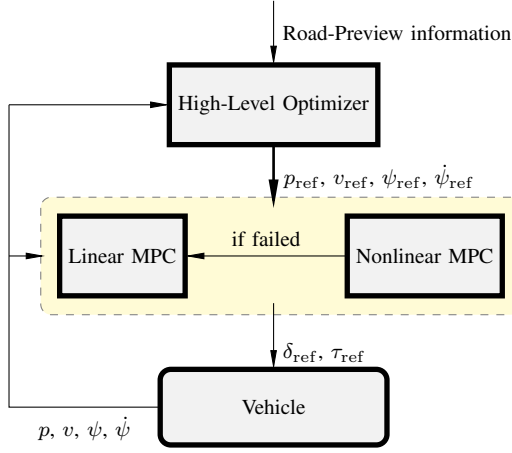 Road-Preview information
High-Level Optimizer
p_ref, v_ref, ψ_ref, ψ̇_ref
Linear MPC
if failed
Nonlinear MPC
δ_ref, τ_ref
Vehicle
p, v, ψ, ψ̇